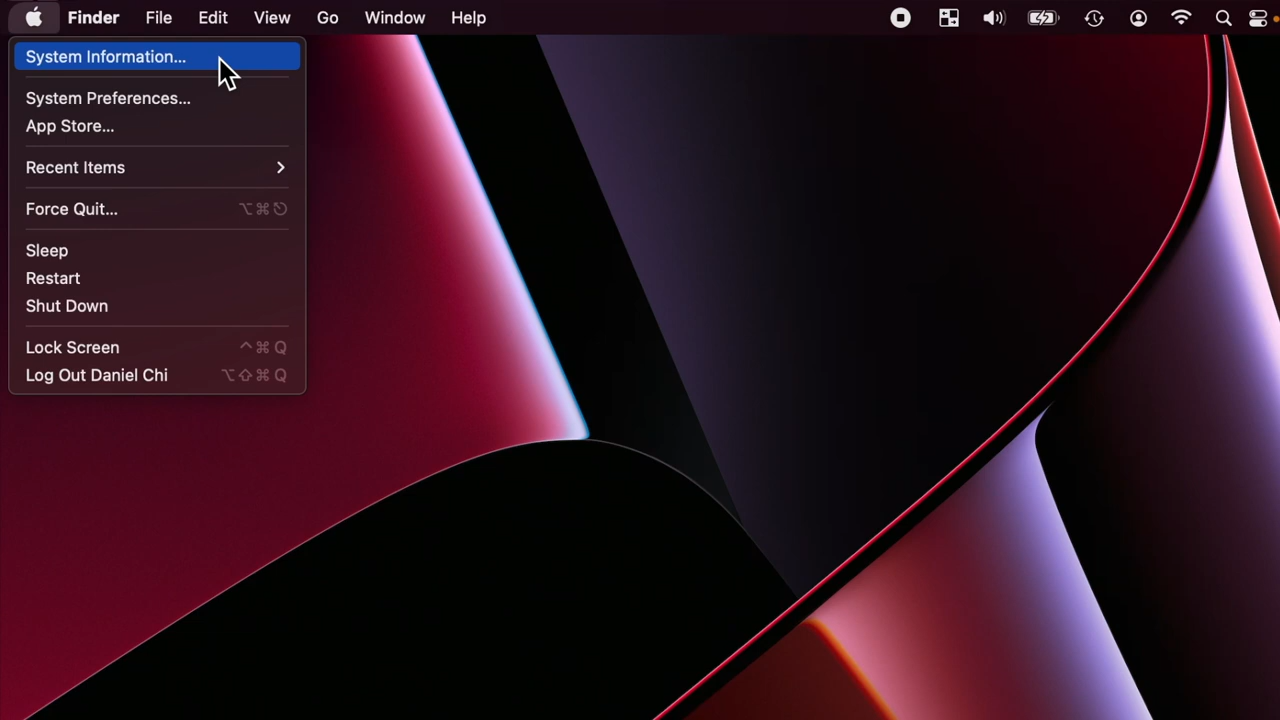 Finder File Edit View Go Window Help
System Information...
System Preferences...
App Store...
Recent Items
Force Quit... ⌥⌘⎋
Sleep
Restart
Shut Down
Lock Screen ^⌘Q
Log Out Daniel Chi ⌥⇧⌘Q